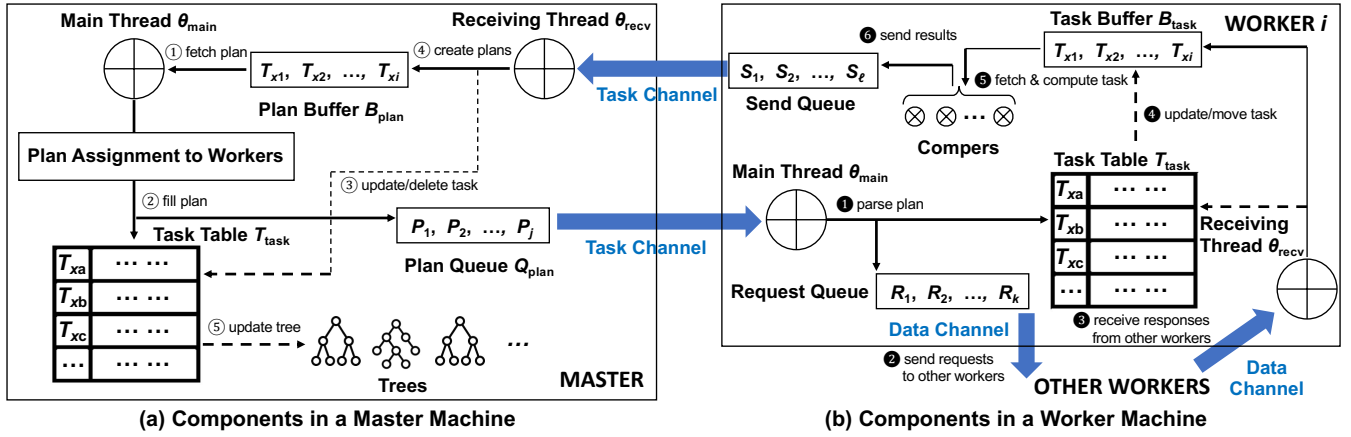 Main Thread θmain
Receiving Thread θrecv
① fetch plan
④ create plans
Tx1, Tx2, ..., Txi
Plan Buffer Bplan
Plan Assignment to Workers
③ update/delete task
② fill plan
Task Table Ttask
P1, P2, ..., Pj
Plan Queue Qplan
Txa ... ...
Txb ... ...
Txc ... ...
... ... ...
⑤ update tree
...
Trees
MASTER
(a) Components in a Master Machine
Task Channel
Task Channel
Task Buffer Btask
WORKER i
❻ send results
Tx1, Tx2, ..., Txi
S1, S2, ..., Sℓ
Send Queue
❺ fetch & compute task
...
Compers
❹ update/move task
Main Thread θmain
Task Table Ttask
❶ parse plan
Txa ... ...
Txb ... ...
Txc ... ...
... ... ...
Receiving
Thread θrecv
Request Queue
R1, R2, ..., Rk
Data Channel
❸ receive responses
from other workers
❷ send requests
to other workers
OTHER WORKERS
Data
Channel
(b) Components in a Worker Machine